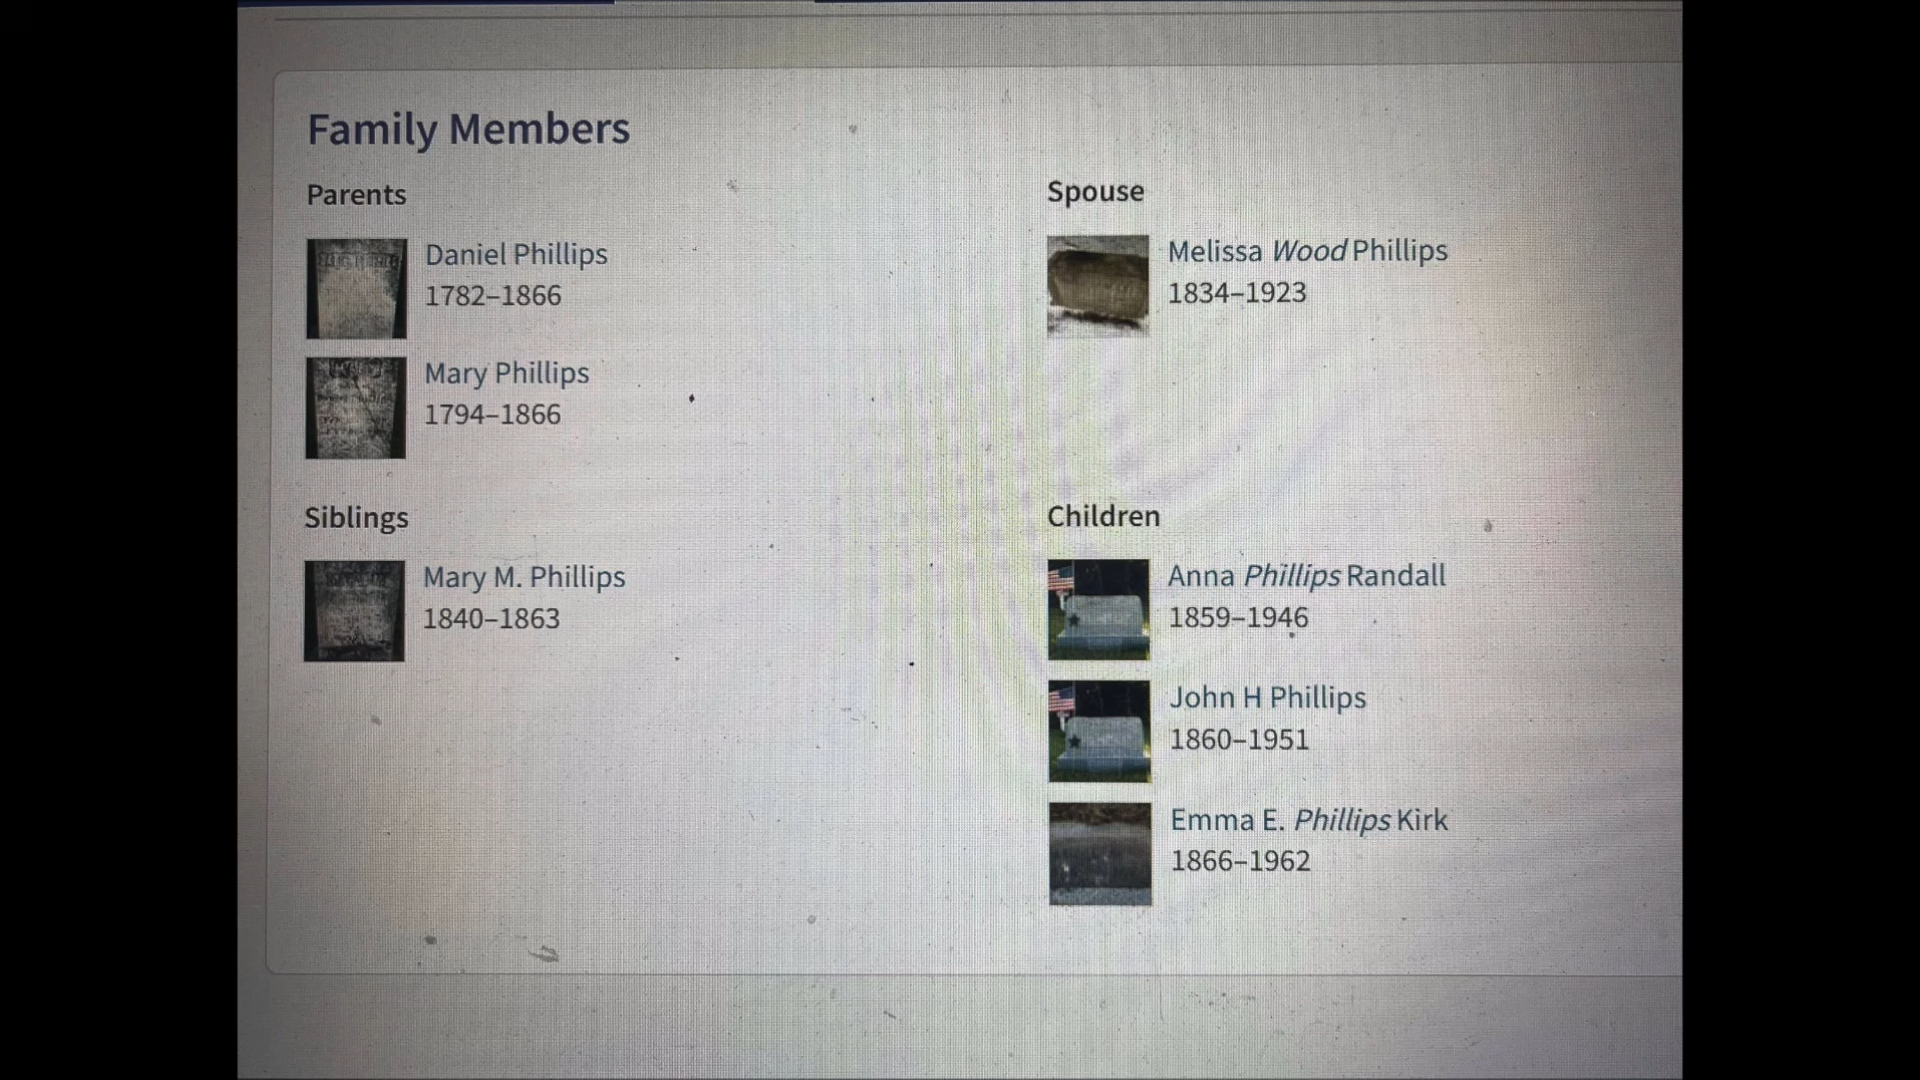 Family Members
Parents
Daniel Phillips
1782–1866
Mary Phillips
1794–1866
Siblings
Mary M. Phillips
1840–1863
Spouse
Melissa Wood Phillips
1834–1923
Children
Anna Phillips Randall
1859–1946
John H Phillips
1860–1951
Emma E. Phillips Kirk
1866–1962